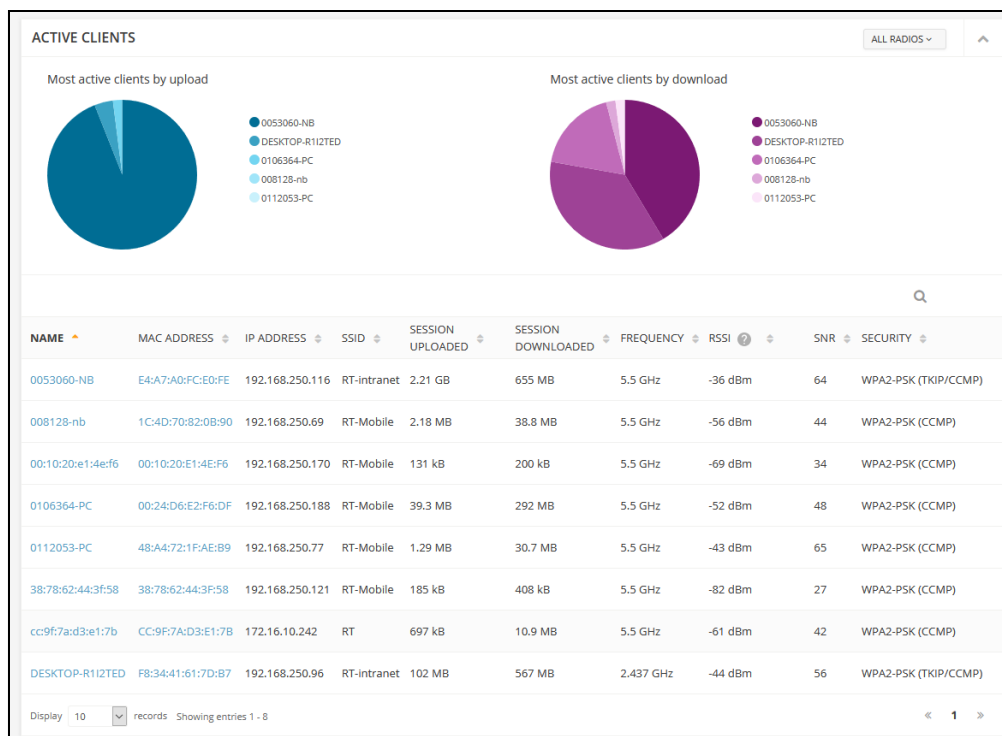 ACTIVE CLIENTS
ALL RADIOS
Most active clients by upload
0053060-NB
DESKTOP-R1I2TED
0106364-PC
008128-nb
0112053-PC
Most active clients by download
0053060-NB
DESKTOP-R1I2TED
0106364-PC
008128-nb
0112053-PC
NAME MAC ADDRESS IP ADDRESS SSID SESSION UPLOADED SESSION DOWNLOADED FREQUENCY RSSI ? SNR SECURITY
0053060-NB E4:A7:A0:FC:E0:FE 192.168.250.116 RT-intranet 2.21 GB 655 MB 5.5 GHz -36 dBm 64 WPA2-PSK (TKIP/CCMP)
008128-nb 1C:4D:70:82:0B:90 192.168.250.69 RT-Mobile 2.18 MB 38.8 MB 5.5 GHz -56 dBm 44 WPA2-PSK (CCMP)
00:10:20:e1:4e:f6 00:10:20:E1:4E:F6 192.168.250.170 RT-Mobile 131 kB 200 kB 5.5 GHz -69 dBm 34 WPA2-PSK (CCMP)
0106364-PC 00:24:D6:E2:F6:DF 192.168.250.188 RT-Mobile 39.3 MB 292 MB 5.5 GHz -52 dBm 48 WPA2-PSK (CCMP)
0112053-PC 48:A4:72:1F:AE:B9 192.168.250.77 RT-Mobile 1.29 MB 30.7 MB 5.5 GHz -43 dBm 65 WPA2-PSK (CCMP)
38:78:62:44:3f:58 38:78:62:44:3F:58 192.168.250.121 RT-Mobile 185 kB 408 kB 5.5 GHz -82 dBm 27 WPA2-PSK (CCMP)
cc:9f:7a:d3:e1:7b CC:9F:7A:D3:E1:7B 172.16.10.242 RT 697 kB 10.9 MB 5.5 GHz -61 dBm 42 WPA2-PSK (CCMP)
DESKTOP-R1I2TED F8:34:41:61:7D:B7 192.168.250.96 RT-intranet 102 MB 567 MB 2.437 GHz -44 dBm 56 WPA2-PSK (TKIP/CCMP)
Display 10 records Showing entries 1 - 8 « 1 »